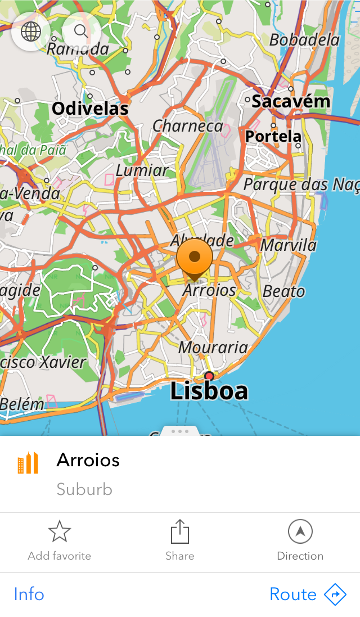 Bobadela
Ramada
Odivelas
Sacavém
Charneca
Portela
hal da Paiã
Lumiar
Parque das Naç
a-Venda
va
Alvalade
Marvila
agide
Arroios
Beato
Mouraria
cisco Xavier
Lisboa
Belém
Arroios
Suburb
Add favorite
Share
Direction
Info
Route